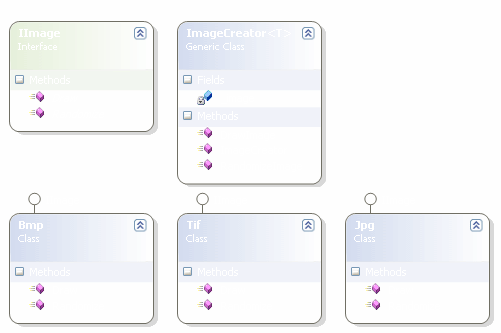 IImage
Interface
Methods
ImageCreator<T>
Generic Class
Fields
Methods
Bmp
Class
Methods
Tif
Class
Methods
Jpg
Class
Methods